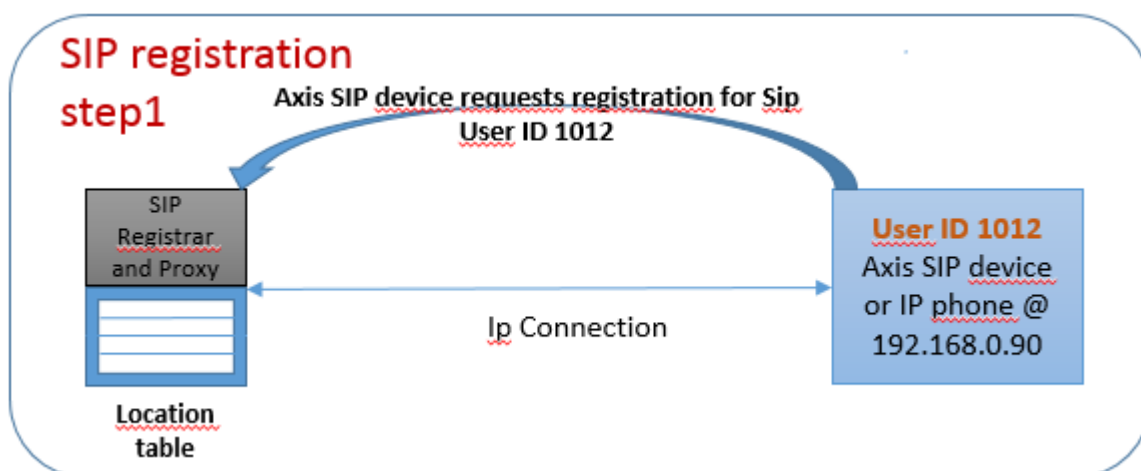 SIP registration
step1
Axis SIP device requests registration for Sip
User ID 1012
SIP
Registrar
and Proxy
User ID 1012
Axis SIP device
or IP phone @
192.168.0.90
Ip Connection
Location
table